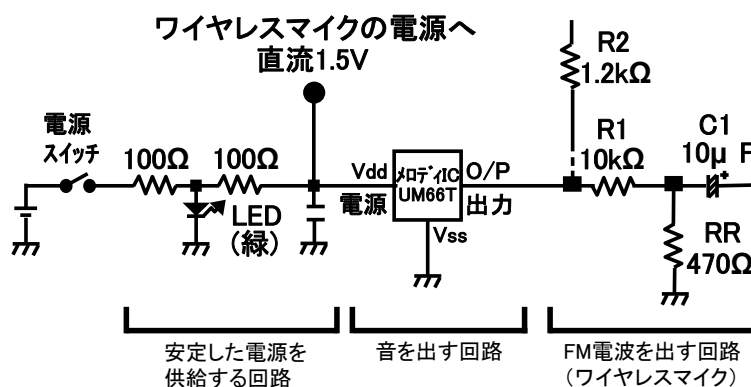 ワイヤレスマイクの電源へ
直流1.5V
電源
スイッチ
100Ω
100Ω
LED
(緑)
Vdd
電源
メロディIC
UM66T
O/P
出力
Vss
R2
1.2kΩ
R1
10kΩ
C1
10μ
+
F
RR
470Ω
安定した電源を
供給する回路
音を出す回路
FM電波を出す回路
(ワイヤレスマイク)